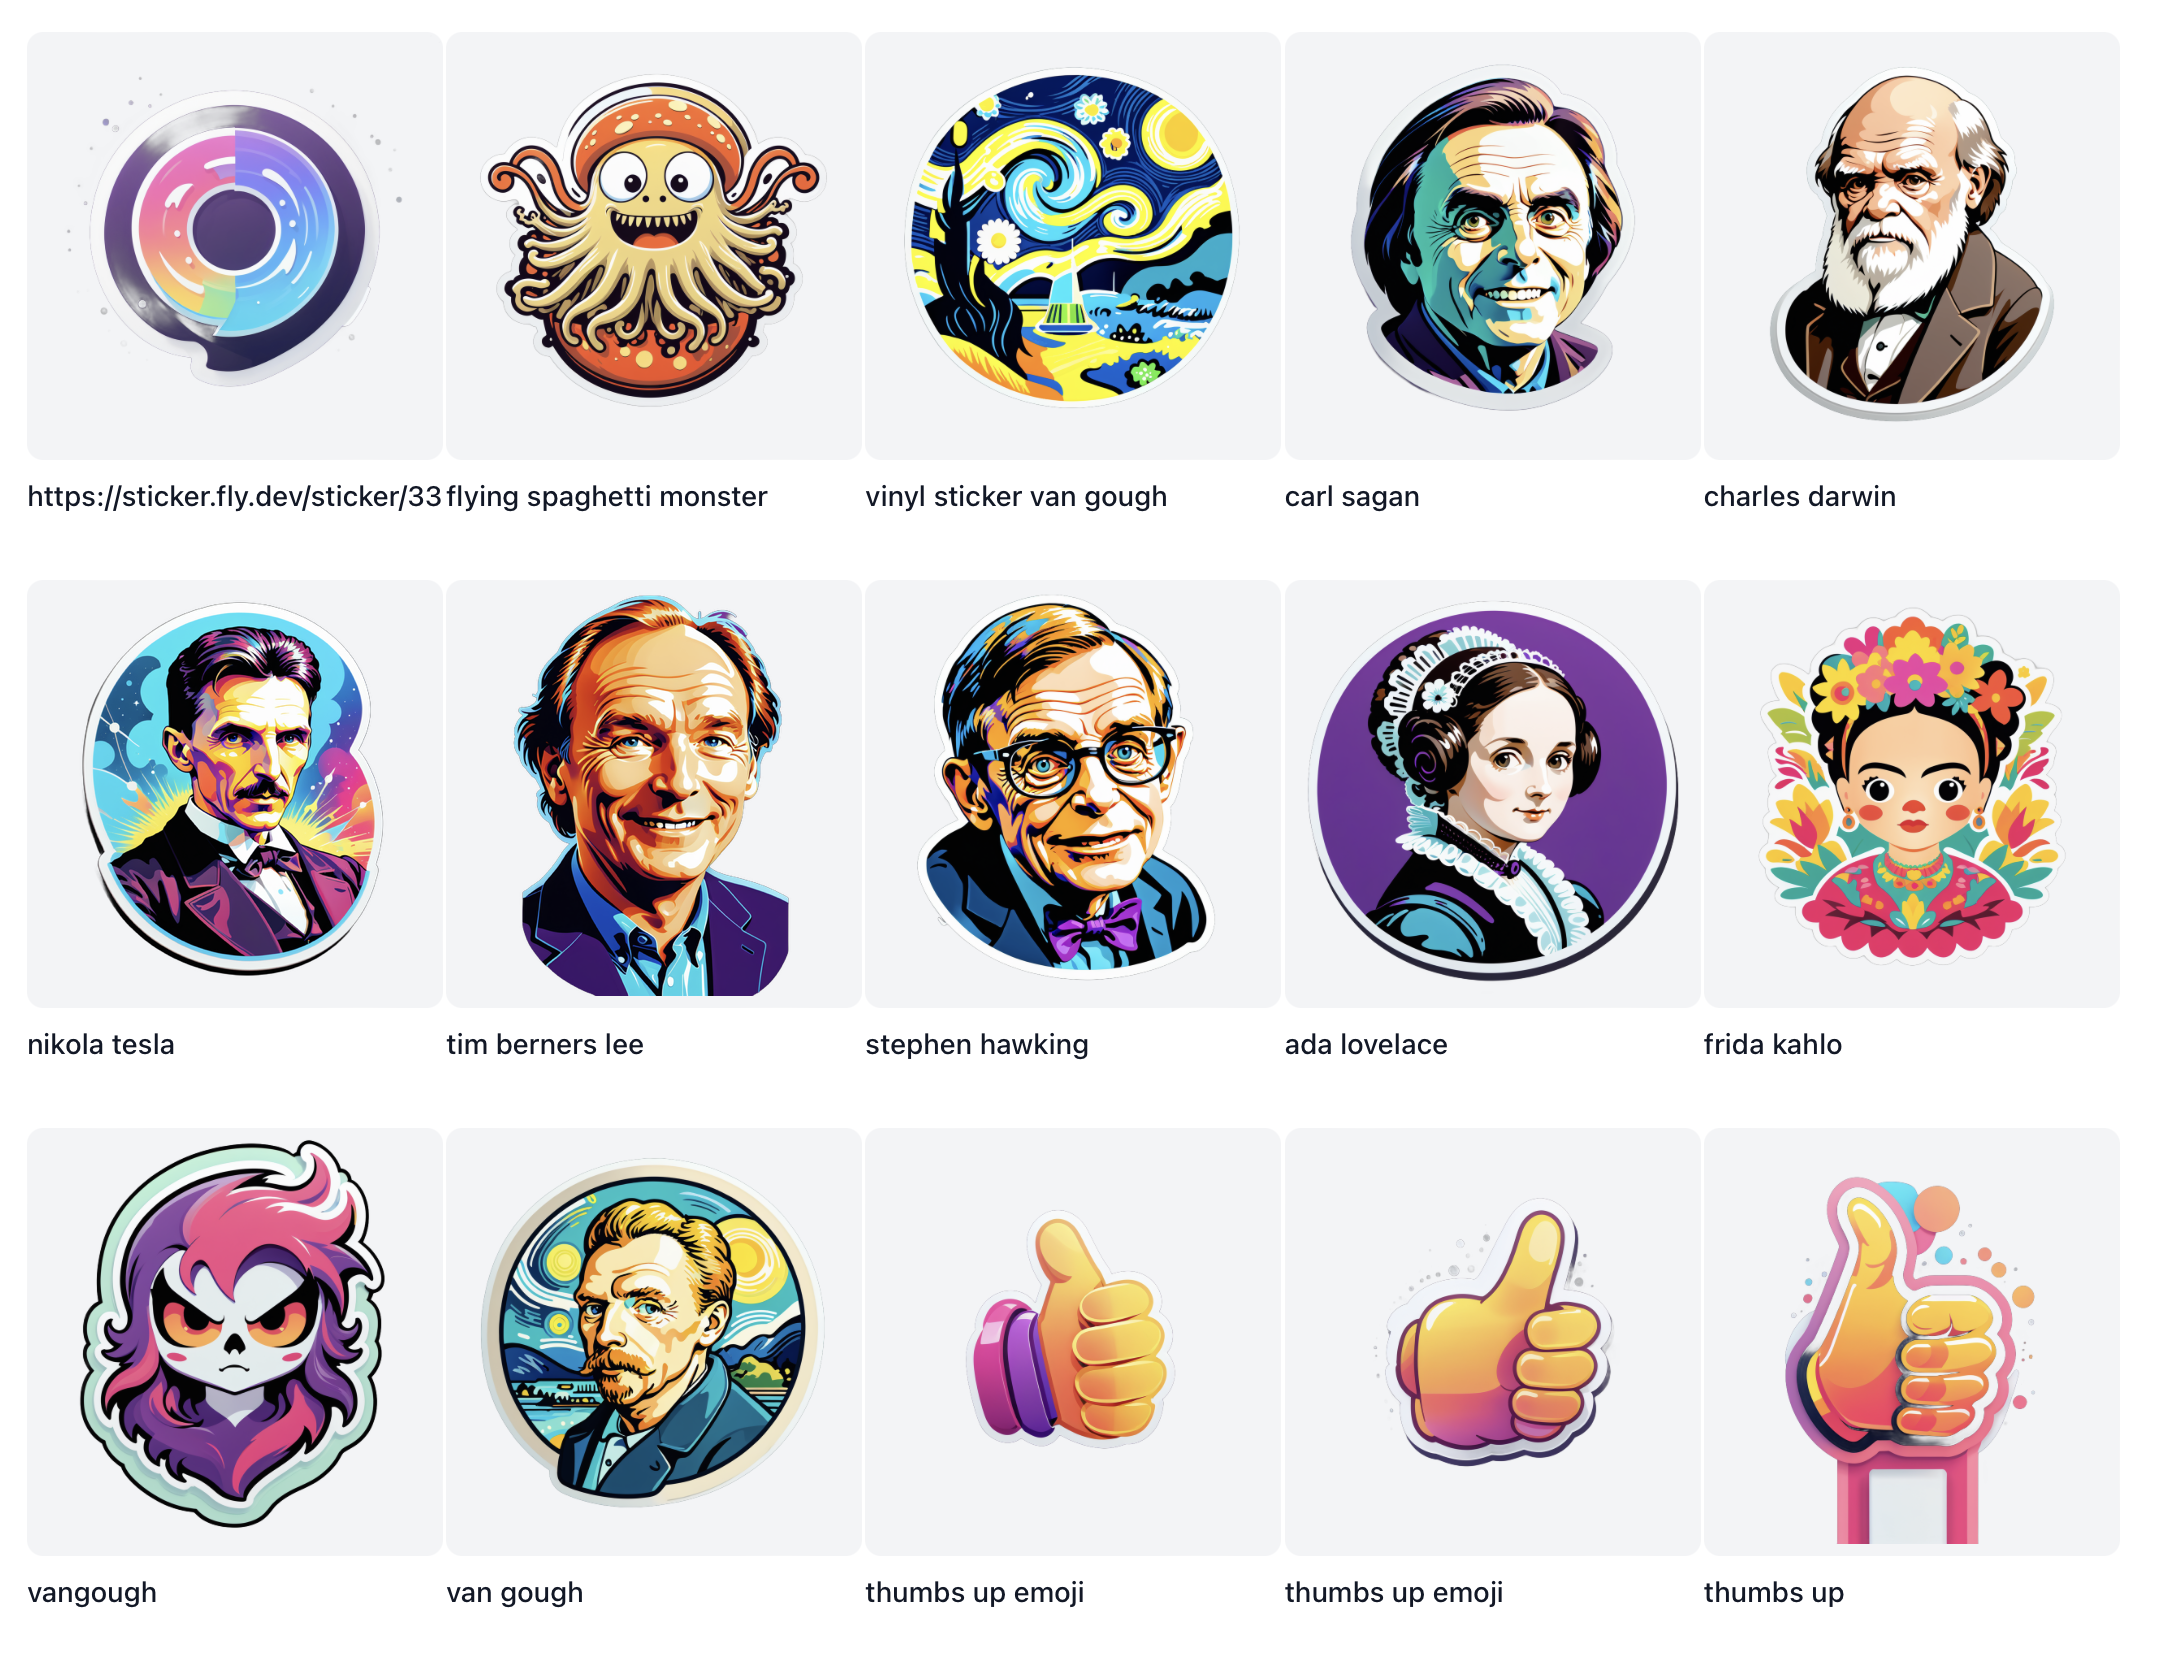 https://sticker.fly.dev/sticker/33
flying spaghetti monster
vinyl sticker van gough
carl sagan
charles darwin
nikola tesla
tim berners lee
stephen hawking
ada lovelace
frida kahlo
vangough
van gough
thumbs up emoji
thumbs up emoji
thumbs up